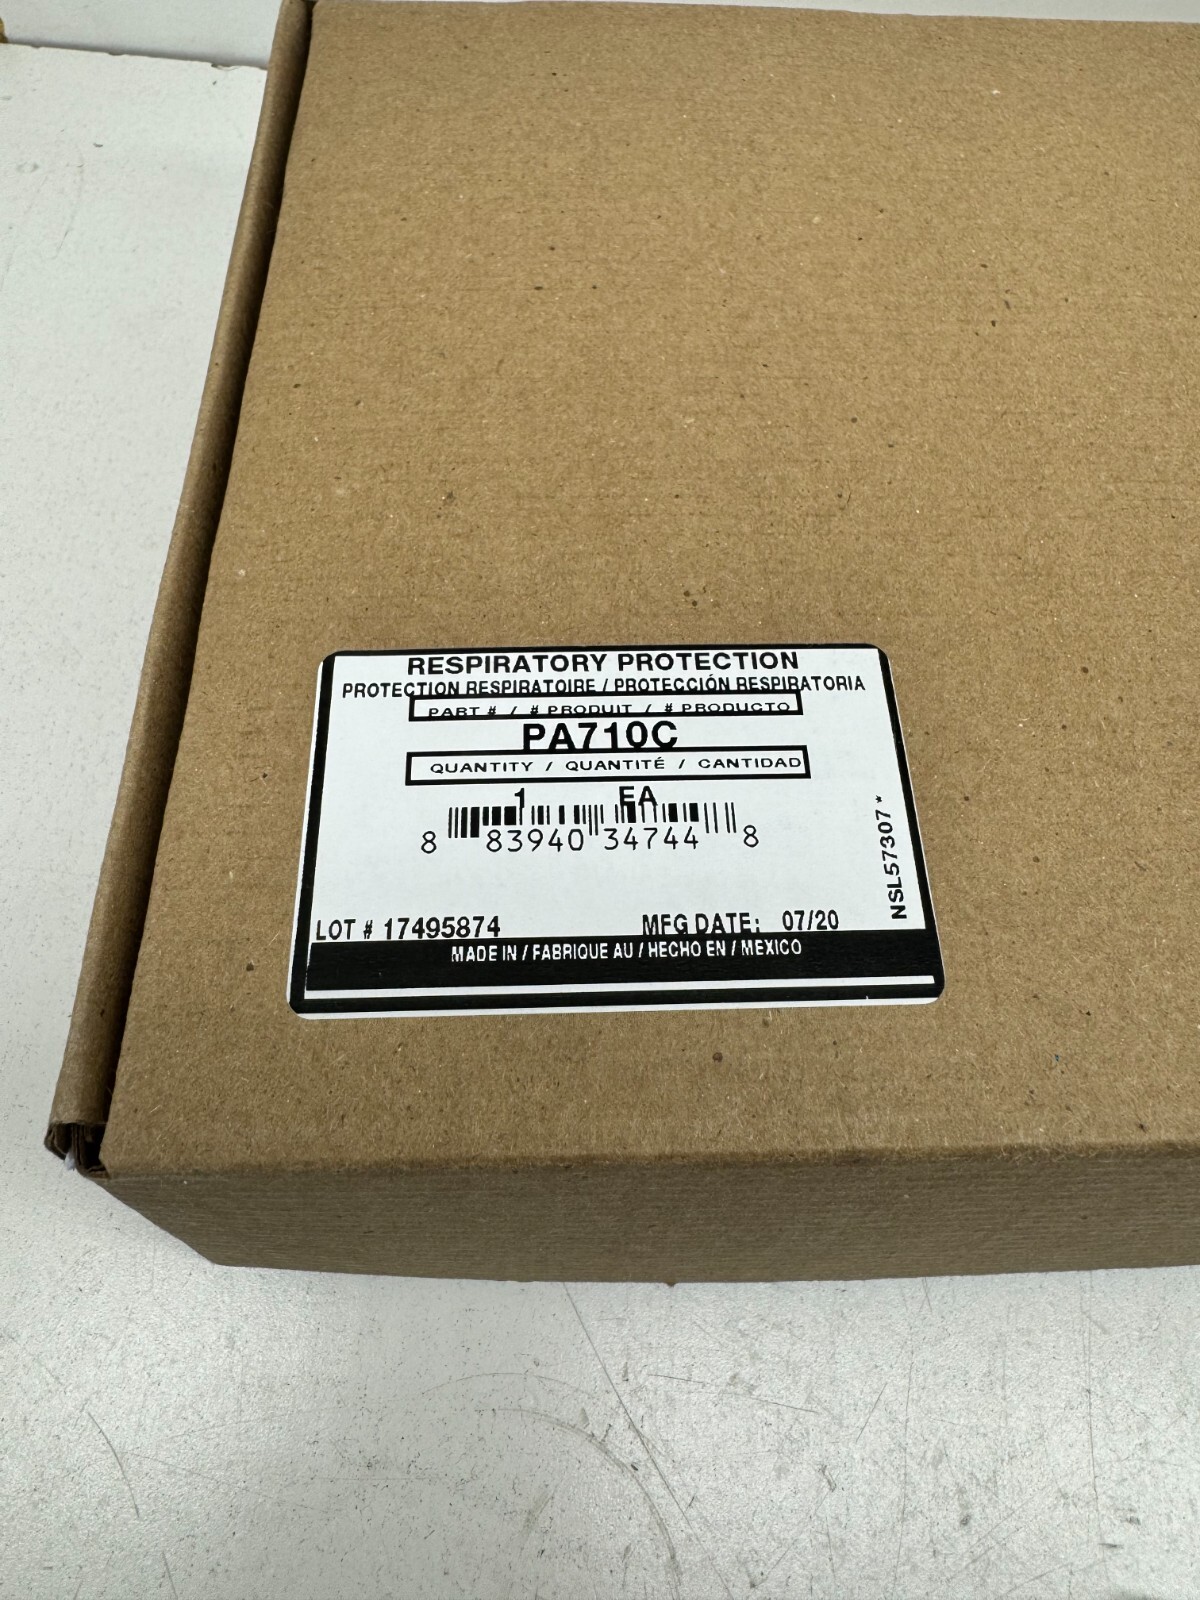 RESPIRATORY PROTECTION
PROTECTION RESPIRATOIRE / PROTECCIÓN RESPIRATORIA
PART # / # PRODUIT / # PRODUCTO
PA710C
QUANTITY / QUANTITÉ / CANTIDAD
1 EA
8 83940 34744 8
NSL57307*
LOT # 17495874 MFG DATE: 07/20
MADE IN / FABRIQUE AU / HECHO EN / MEXICO